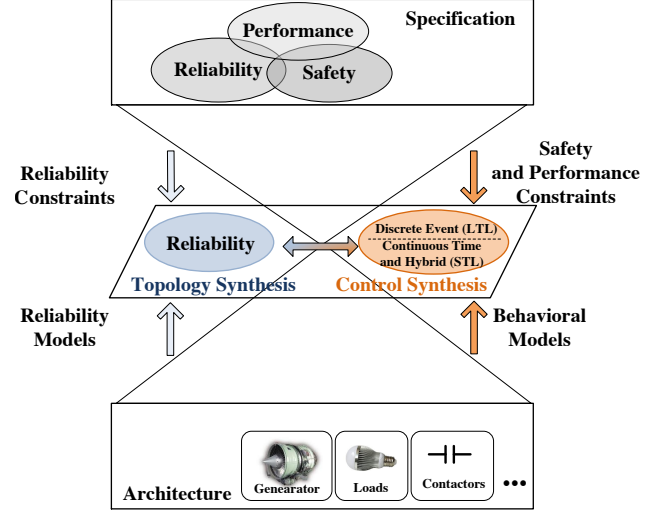 Specification
Performance
Reliability
Safety
Reliability
Constraints
Safety
and Performance
Constraints
Reliability
Discrete Event (LTL)
Continuous Time
and Hybrid (STL)
Topology Synthesis
Control Synthesis
Reliability
Models
Behavioral
Models
Genearator
Loads
Contactors
Architecture